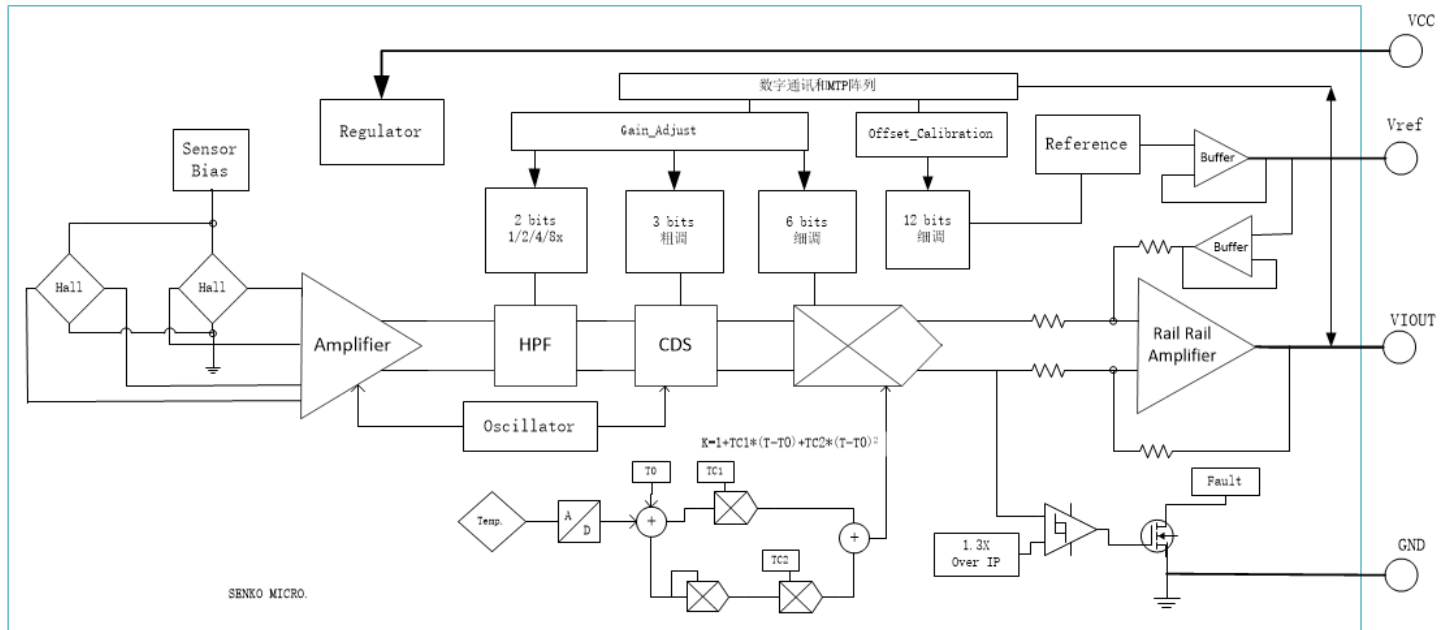 VCC
数字通讯和MTP阵列
Regulator
Gain_Adjust
Offset_Calibration
Reference
Buffer
Vref
Sensor
Bias
2 bits
1/2/4/8x
3 bits
粗调
6 bits
细调
12 bits
细调
Buffer
Hall
Hall
Amplifier
HPF
CDS
Rail Rail
Amplifier
VIOUT
Oscillator
K=1+TC1*(T-T0)+TC2*(T-T0)²
T0
TC1
Fault
Temp.
A
D
+
+
1.3X
Over IP
GND
TC2
SENKO MICRO.